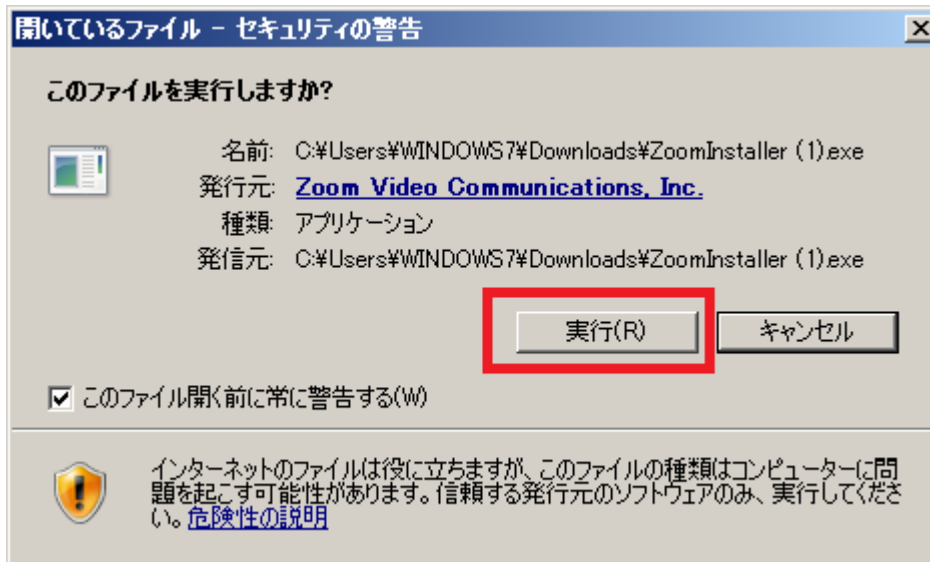 開いているファイル - セキュリティの警告
このファイルを実行しますか?
名前: C:¥Users¥WINDOWS7¥Downloads¥ZoomInstaller (1).exe
発行元: Zoom Video Communications, Inc.
種類: アプリケーション
発信元: C:¥Users¥WINDOWS7¥Downloads¥ZoomInstaller (1).exe
実行(R) キャンセル
このファイル開く前に常に警告する(W)
インターネットのファイルは役に立ちますが、このファイルの種類はコンピューターに問
題を起こす可能性があります。信頼する発行元のソフトウェアのみ、実行してくださ
い。危険性の説明